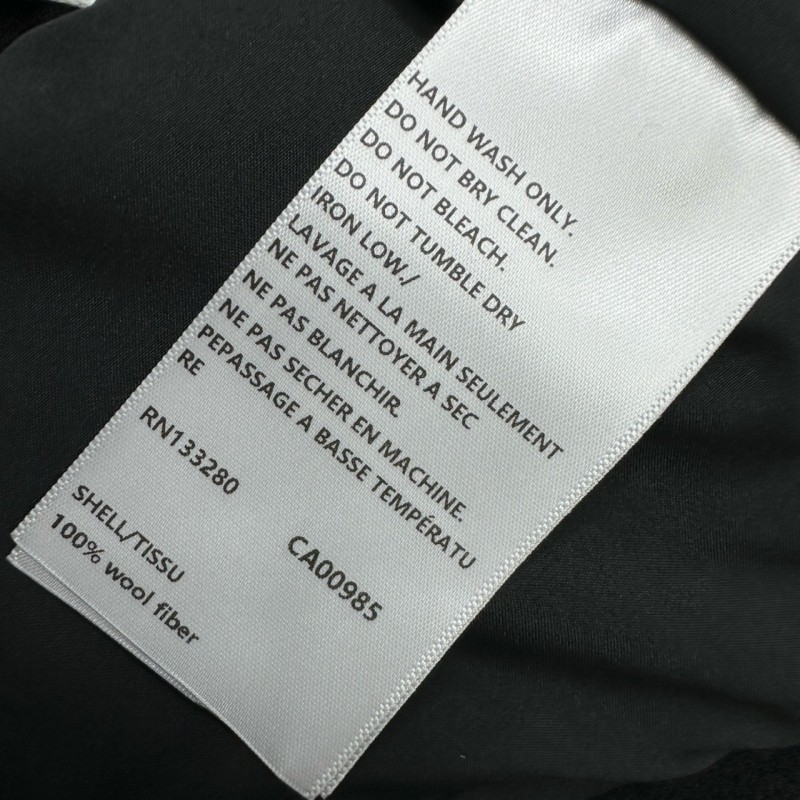 HAND WASH ONLY.
DO NOT BRY CLEAN.
DO NOT BLEACH.
DO NOT TUMBLE DRY
IRON LOW./
LAVAGE A LA MAIN SEULEMENT
NE PAS NETTOYER A SEC
NE PAS BLANCHIR.
NE PAS SECHER EN MACHINE.
PEPASSAGE A BASSE TEMPÉRATU
RE
RN133280
CA00985
SHELL/TISSU
100% wool fiber